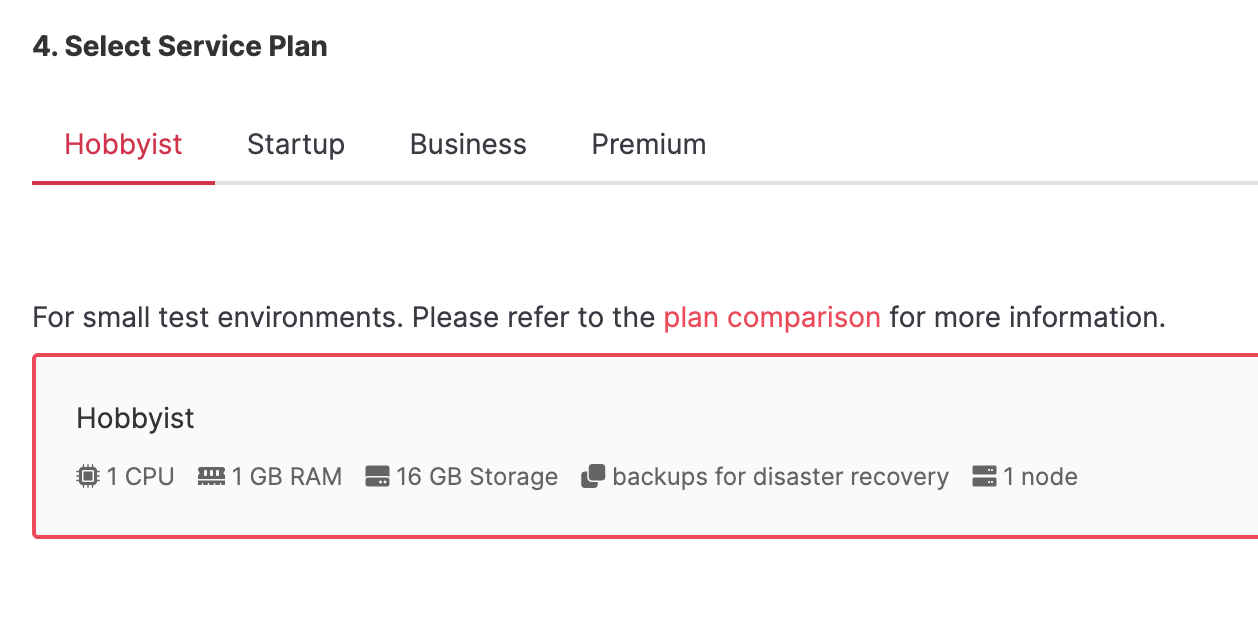 4. Select Service Plan
Hobbyist Startup Business Premium
For small test environments. Please refer to the plan comparison for more information.
Hobbyist
1 CPU 1 GB RAM 16 GB Storage backups for disaster recovery 1 node